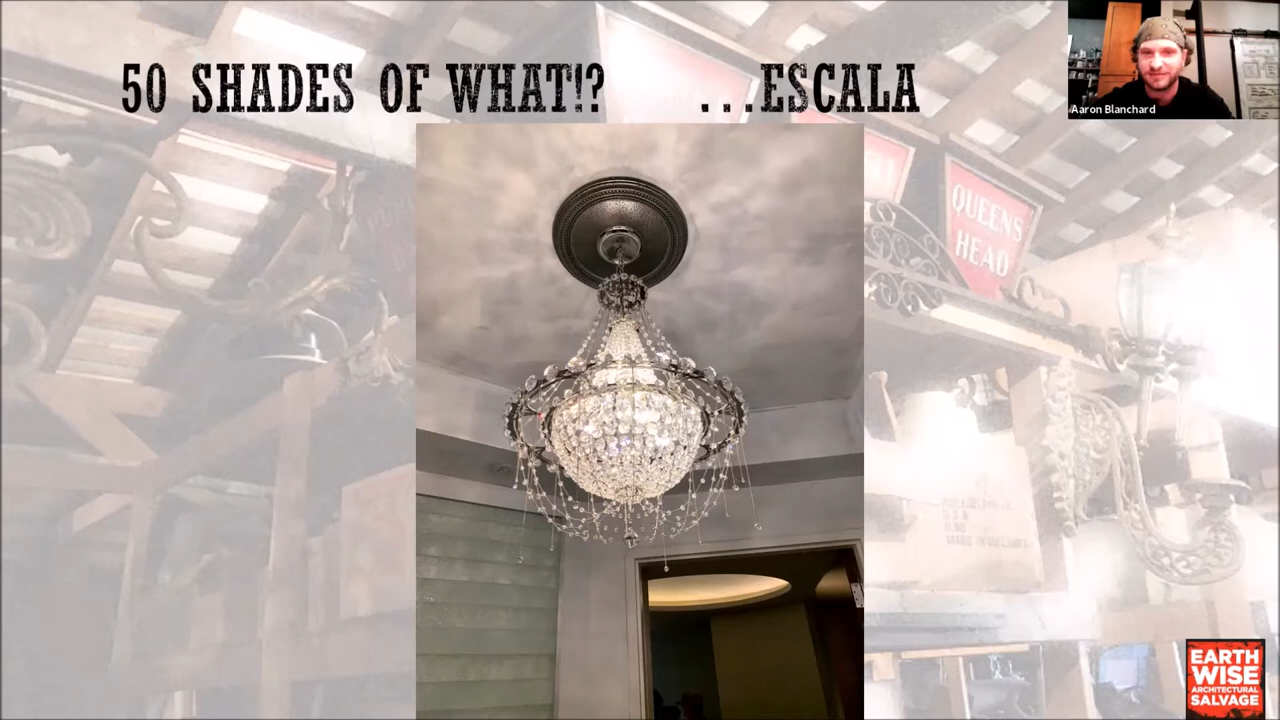 50 SHADES OF WHAT!? ...ESCALA
Aaron Blanchard
QUEENS
HEAD
EARTH
WISE
ARCHITECTURAL
SALVAGE